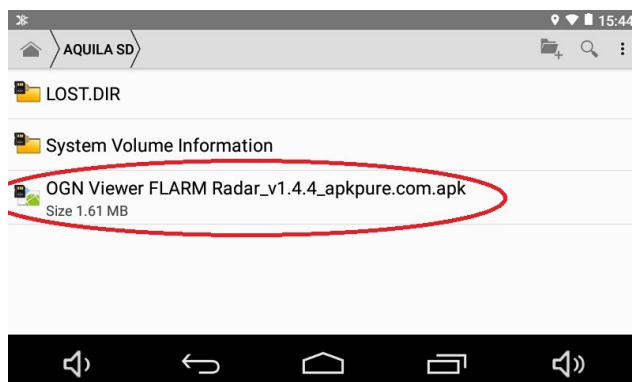 15:44
AQUILA SD
LOST.DIR
System Volume Information
OGN Viewer FLARM Radar_v1.4.4_apkpure.com.apk
Size 1.61 MB